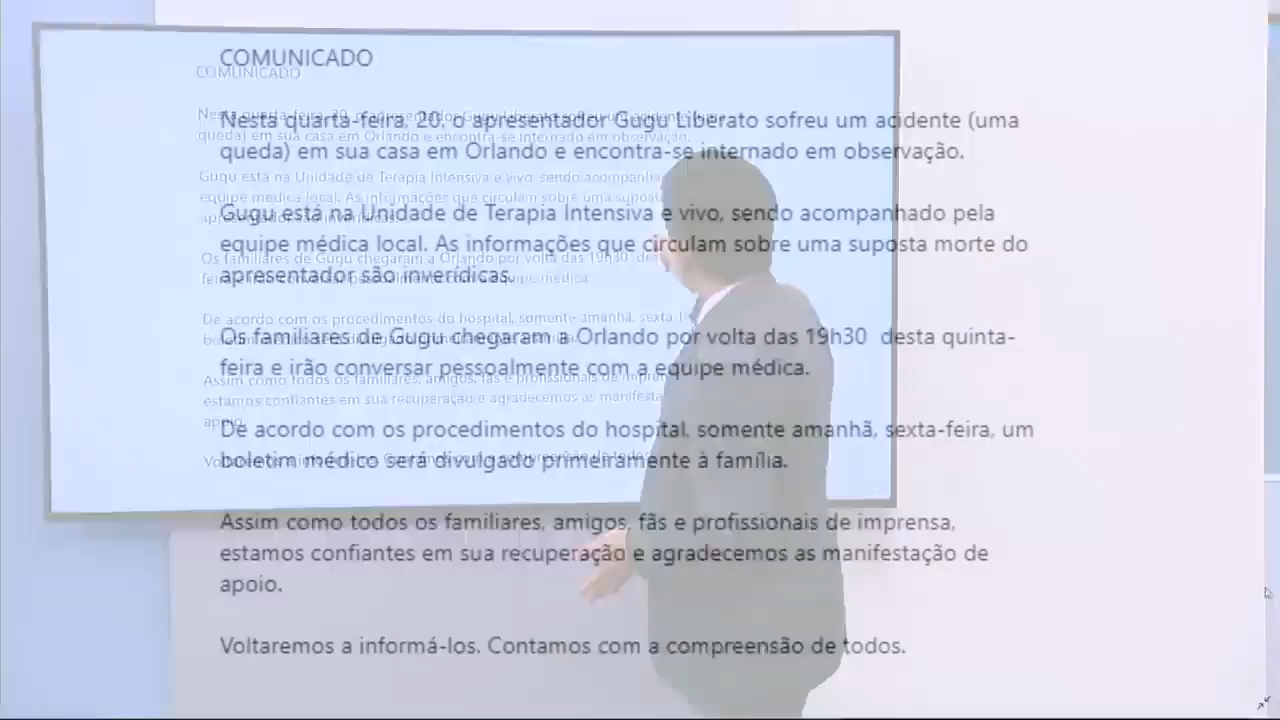 COMUNICADO
Nesta quarta-feira, 20, o apresentador Gugu Liberato sofreu um acidente (uma
queda) em sua casa em Orlando e encontra-se internado em observação.
Gugu está na Unidade de Terapia Intensiva e vivo, sendo acompanhado pela
equipe médica local. As informações que circulam sobre uma suposta morte do
apresentador são inverídicas.
Os familiares de Gugu chegaram a Orlando por volta das 19h30 desta quinta-
feira e irão conversar pessoalmente com a equipe médica.
De acordo com os procedimentos do hospital, somente amanhã, sexta-feira, um
boletim médico será divulgado primeiramente à família.
Assim como todos os familiares, amigos, fãs e profissionais de imprensa,
estamos confiantes em sua recuperação e agradecemos as manifestação de
apoio.
Voltaremos a informá-los. Contamos com a compreensão de todos.